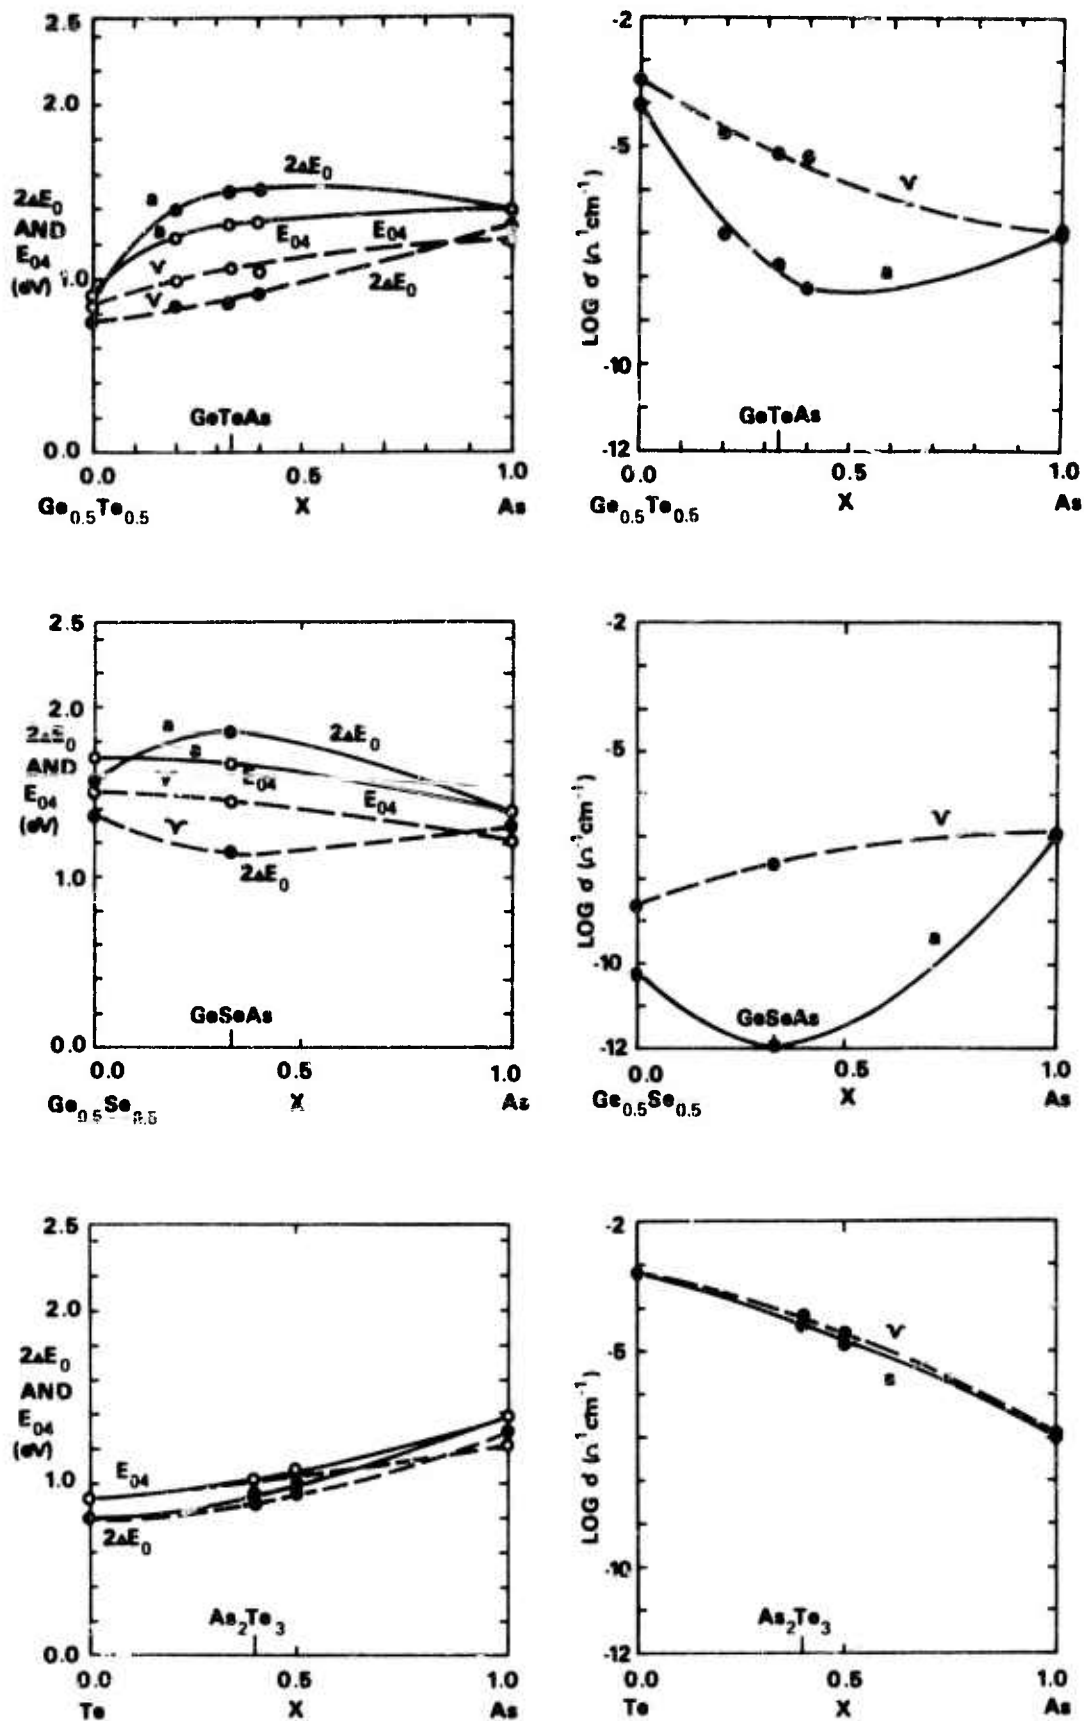 2.5
2.0
2ΔE₀
AND
E₀₄
(eV)
1.0
0.0
a
2ΔE₀
a
E₀₄
E₀₄
v
v
2ΔE₀
GeTeAs
0.0 0.5 1.0
Ge₀.₅Te₀.₅ X As
-2
-5
LOG σ (Ω⁻¹cm⁻¹)
-10
-12
v
a
GeTeAs
0.0 0.5 1.0
Ge₀.₅Te₀.₅ X As
2.5
2.0
2ΔE₀
AND
E₀₄
(eV)
1.0
0.0
a
2ΔE₀
a
v
E₀₄
E₀₄
v
2ΔE₀
GeSeAs
0.0 0.5 1.0
Ge₀.₅Se₀.₅ X As
-2
-5
LOG σ (Ω⁻¹cm⁻¹)
-10
-12
v
a
GeSeAs
0.0 0.5 1.0
Ge₀.₅Se₀.₅ X As
2.5
2.0
2ΔE₀
AND
E₀₄
(eV)
1.0
0.0
E₀₄
2ΔE₀
As₂Te₃
0.0 0.5 1.0
Te X As
-2
-5
LOG σ (Ω⁻¹cm⁻¹)
-10
-12
v
a
As₂Te₃
0.0 0.5 1.0
Te X As